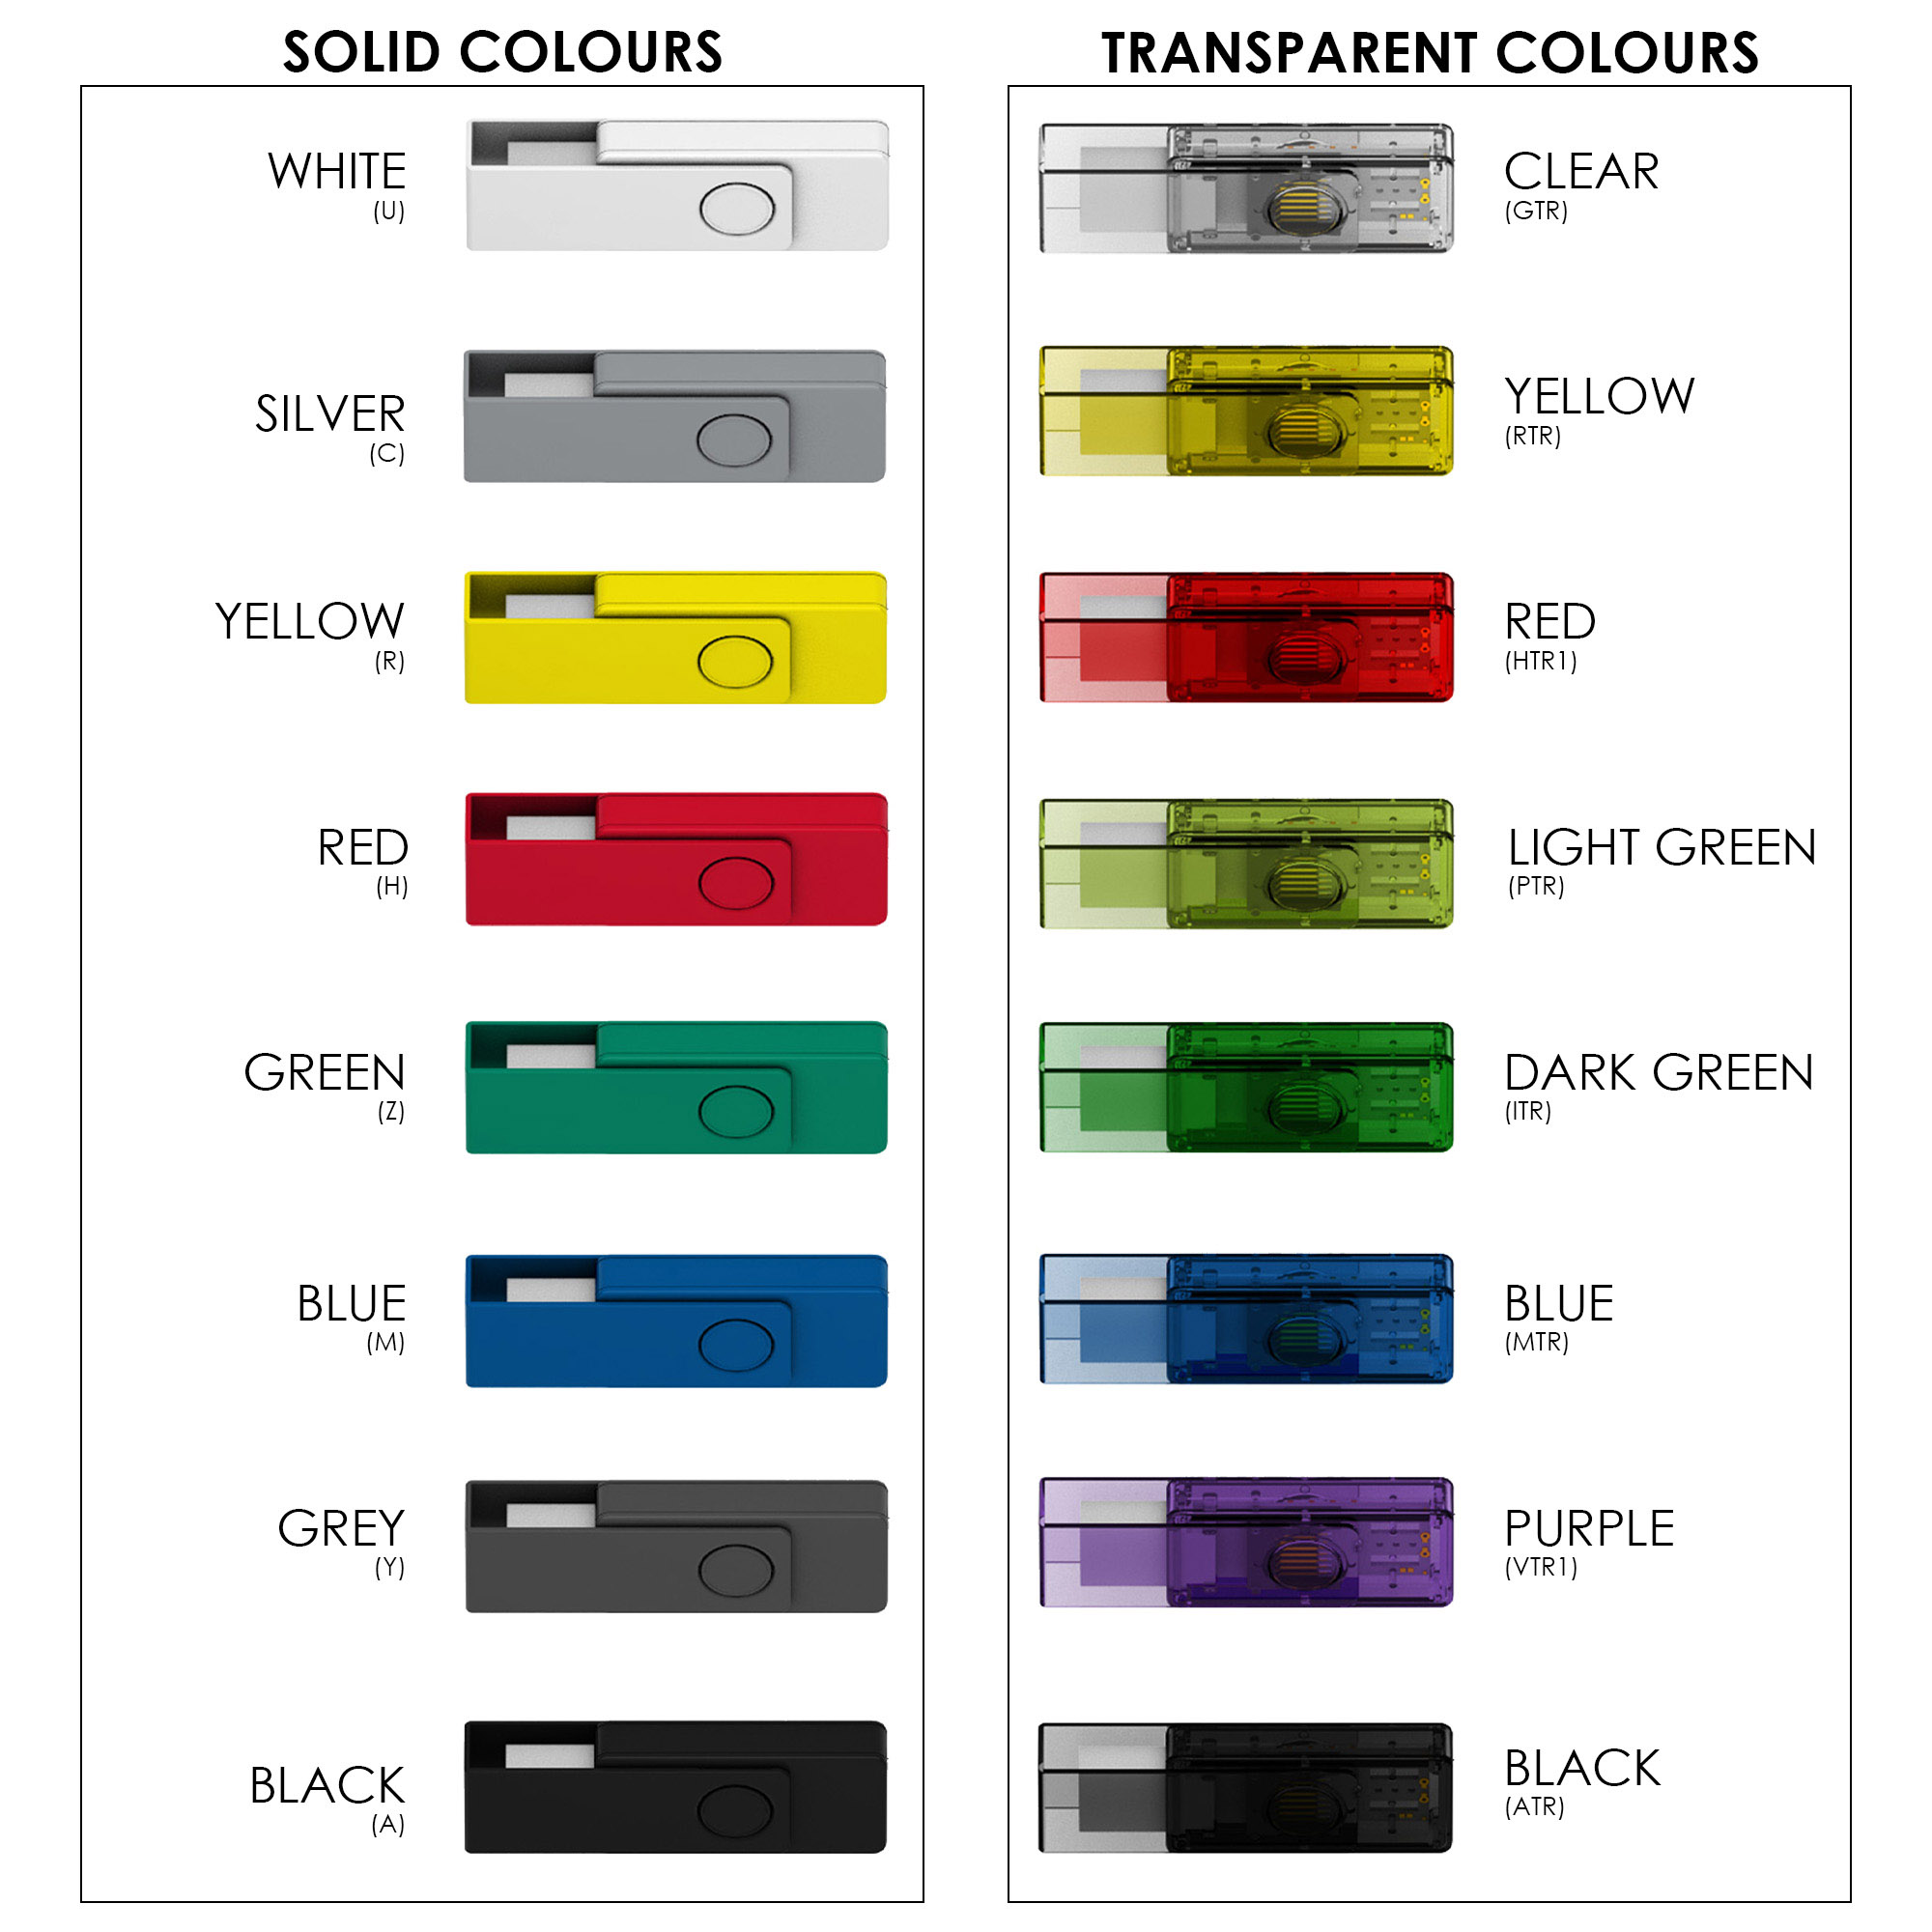 SOLID COLOURS
WHITE
(U)
SILVER
(C)
YELLOW
(R)
RED
(H)
GREEN
(Z)
BLUE
(M)
GREY
(Y)
BLACK
(A)
TRANSPARENT COLOURS
CLEAR
(GTR)
YELLOW
(RTR)
RED
(HTR1)
LIGHT GREEN
(PTR)
DARK GREEN
(ITR)
BLUE
(MTR)
PURPLE
(VTR1)
BLACK
(ATR)